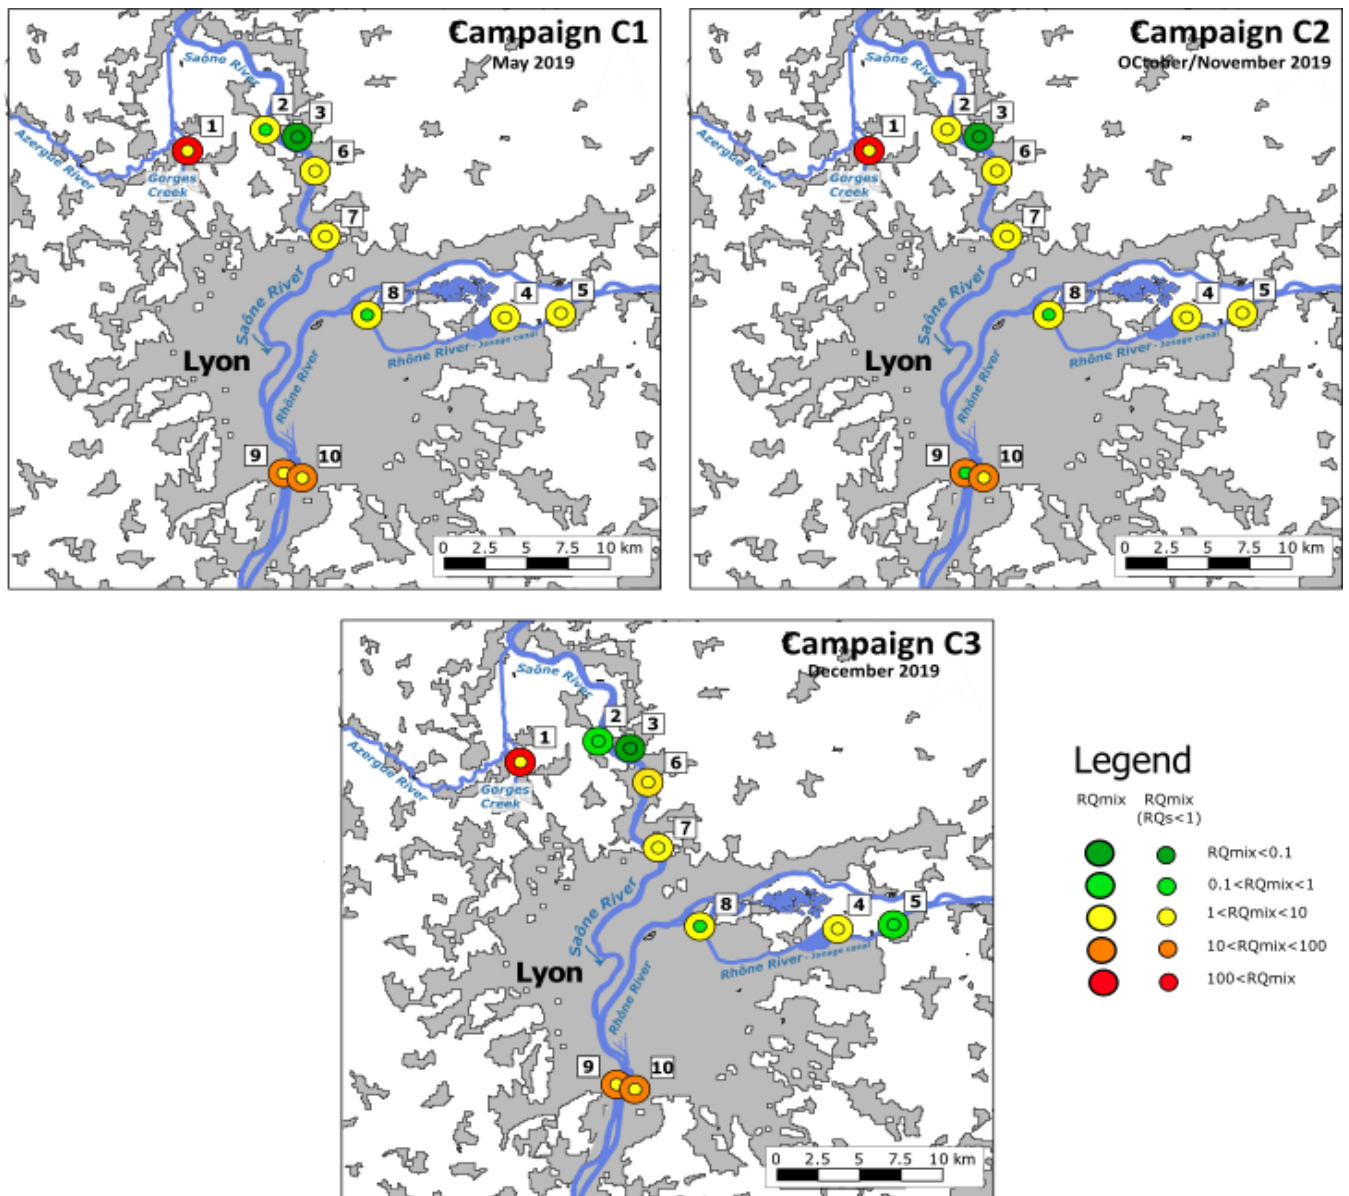 Campaign C1
May 2019
Saône River
2
3
1
6
Azergue River
Gorges
Creek
7
Saône River
8
4
5
Rhône River - Jonage canal
Lyon
Rhône River
9
10
0 2.5 5 7.5 10 km
Campaign C2
OCtober/November 2019
Saône River
2
3
1
6
Azergue River
Gorges
Creek
7
Saône River
8
4
5
Rhône River - Jonage canal
Lyon
Rhône River
9
10
0 2.5 5 7.5 10 km
Campaign C3
December 2019
Saône River
2
3
1
6
Azergue River
Gorges
Creek
7
Saône River
8
4
5
Rhône River - Jonage canal
Lyon
Rhône River
9
10
0 2.5 5 7.5 10 km
Legend
RQmix RQmix
(RQs<1)
RQmix<0.1
0.1<RQmix<1
1<RQmix<10
10<RQmix<100
100<RQmix